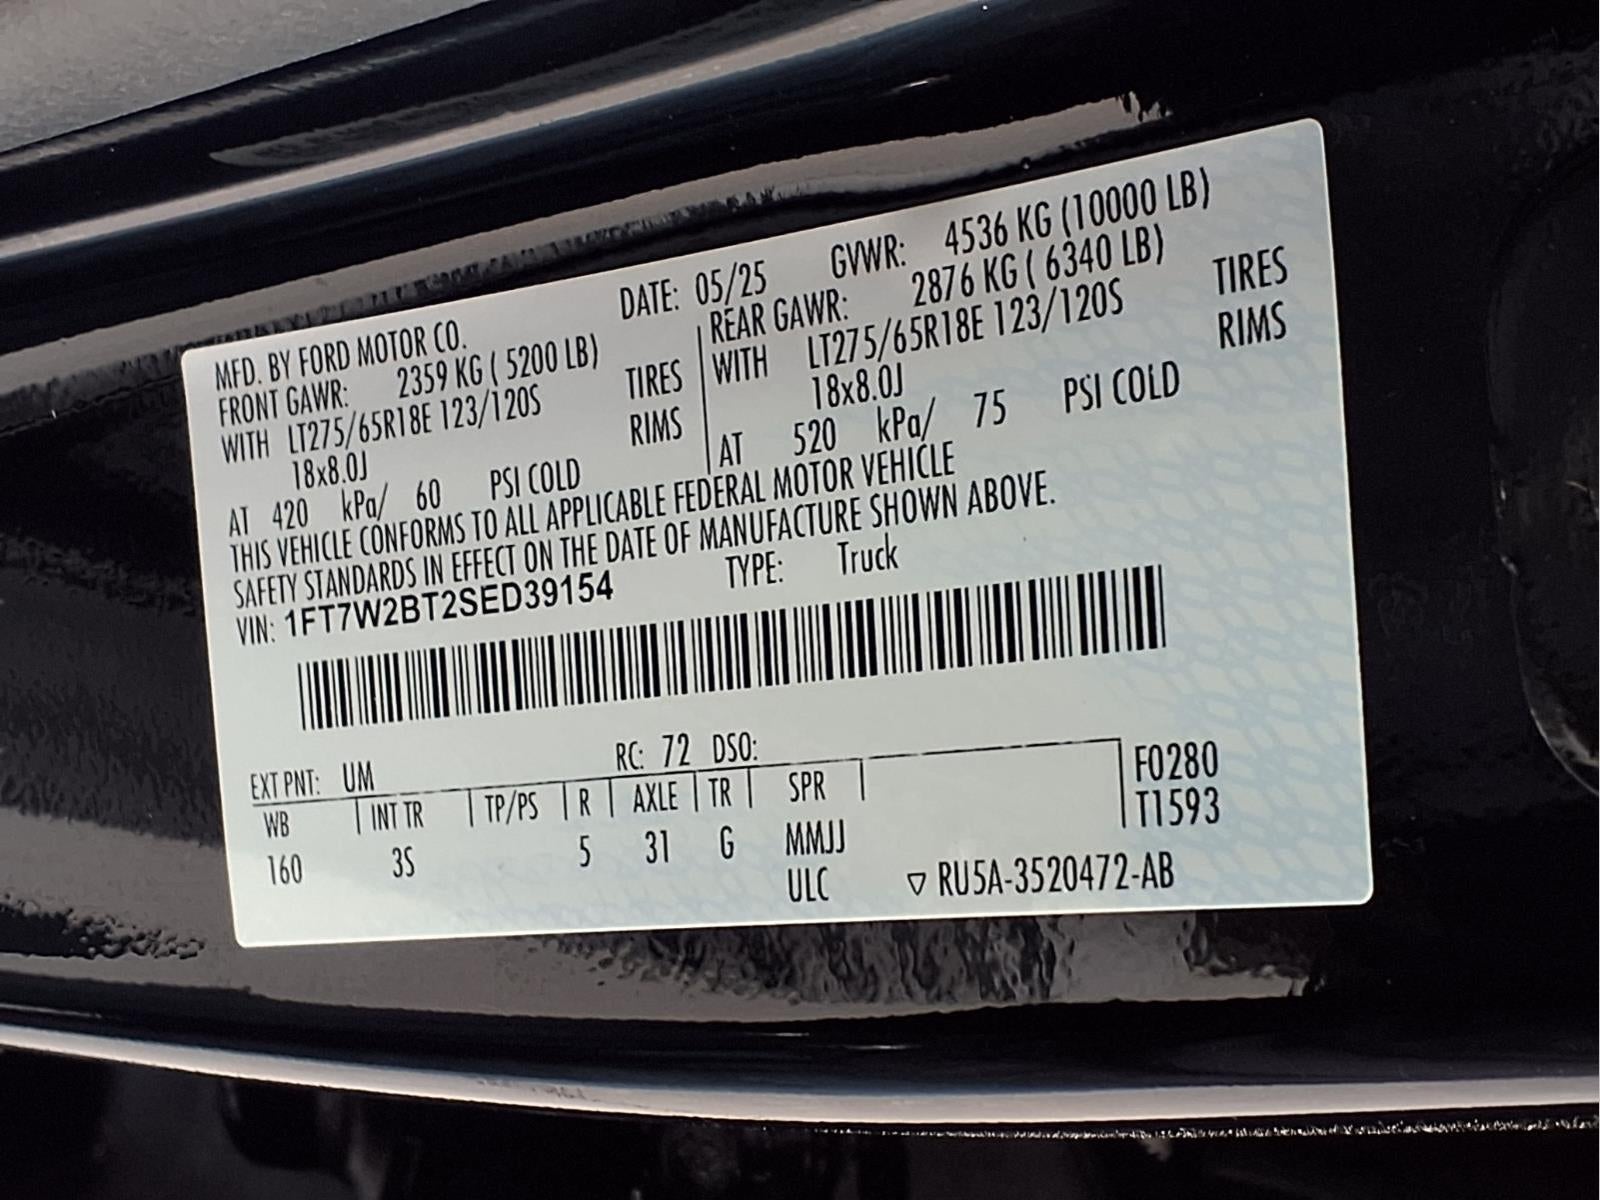 MFD. BY FORD MOTOR CO.
DATE: 05/25 GVWR: 4536 KG (10000 LB)
FRONT GAWR: 2359 KG ( 5200 LB)
WITH LT275/65R18E 123/120S TIRES
18x8.0J RIMS
AT 420 kPa/ 60 PSI COLD
REAR GAWR: 2876 KG ( 6340 LB)
WITH LT275/65R18E 123/120S TIRES
18x8.0J RIMS
AT 520 kPa/ 75 PSI COLD
THIS VEHICLE CONFORMS TO ALL APPLICABLE FEDERAL MOTOR VEHICLE
SAFETY STANDARDS IN EFFECT ON THE DATE OF MANUFACTURE SHOWN ABOVE.
VIN: 1FT7W2BT2SED39154 TYPE: Truck
EXT PNT: UM RC: 72 DSO:
WB INT TR TP/PS R AXLE TR SPR F0280
160 3S 5 31 G MMJJ T1593
ULC ▽ RU5A-3520472-AB